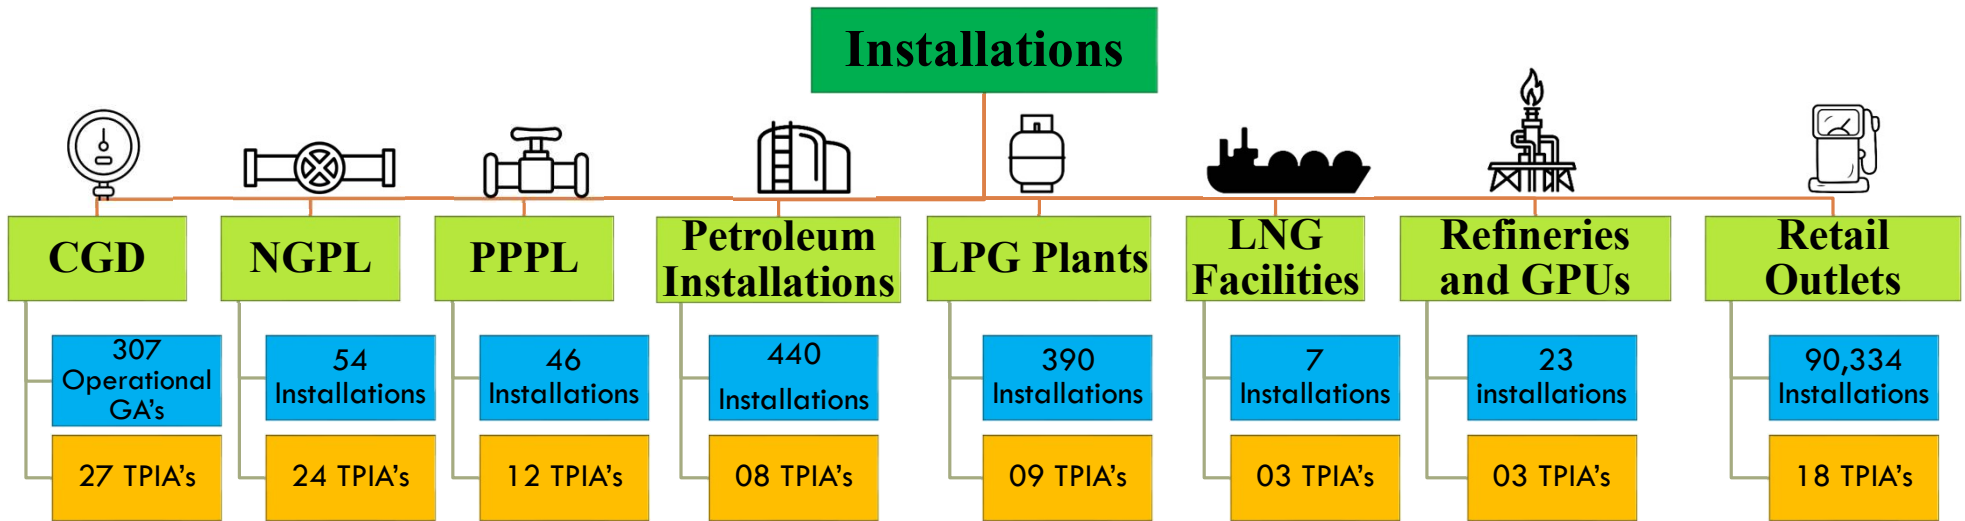 Installations
CGD
307
Operational
GA's
27 TPIA's
NGPL
54
Installations
24 TPIA's
PPPL
46
Installations
12 TPIA's
Petroleum
Installations
440
Installations
08 TPIA's
LPG Plants
390
Installations
09 TPIA's
LNG
Facilities
7
Installations
03 TPIA's
Refineries
and GPUs
23
installations
03 TPIA's
Retail
Outlets
90,334
Installations
18 TPIA's